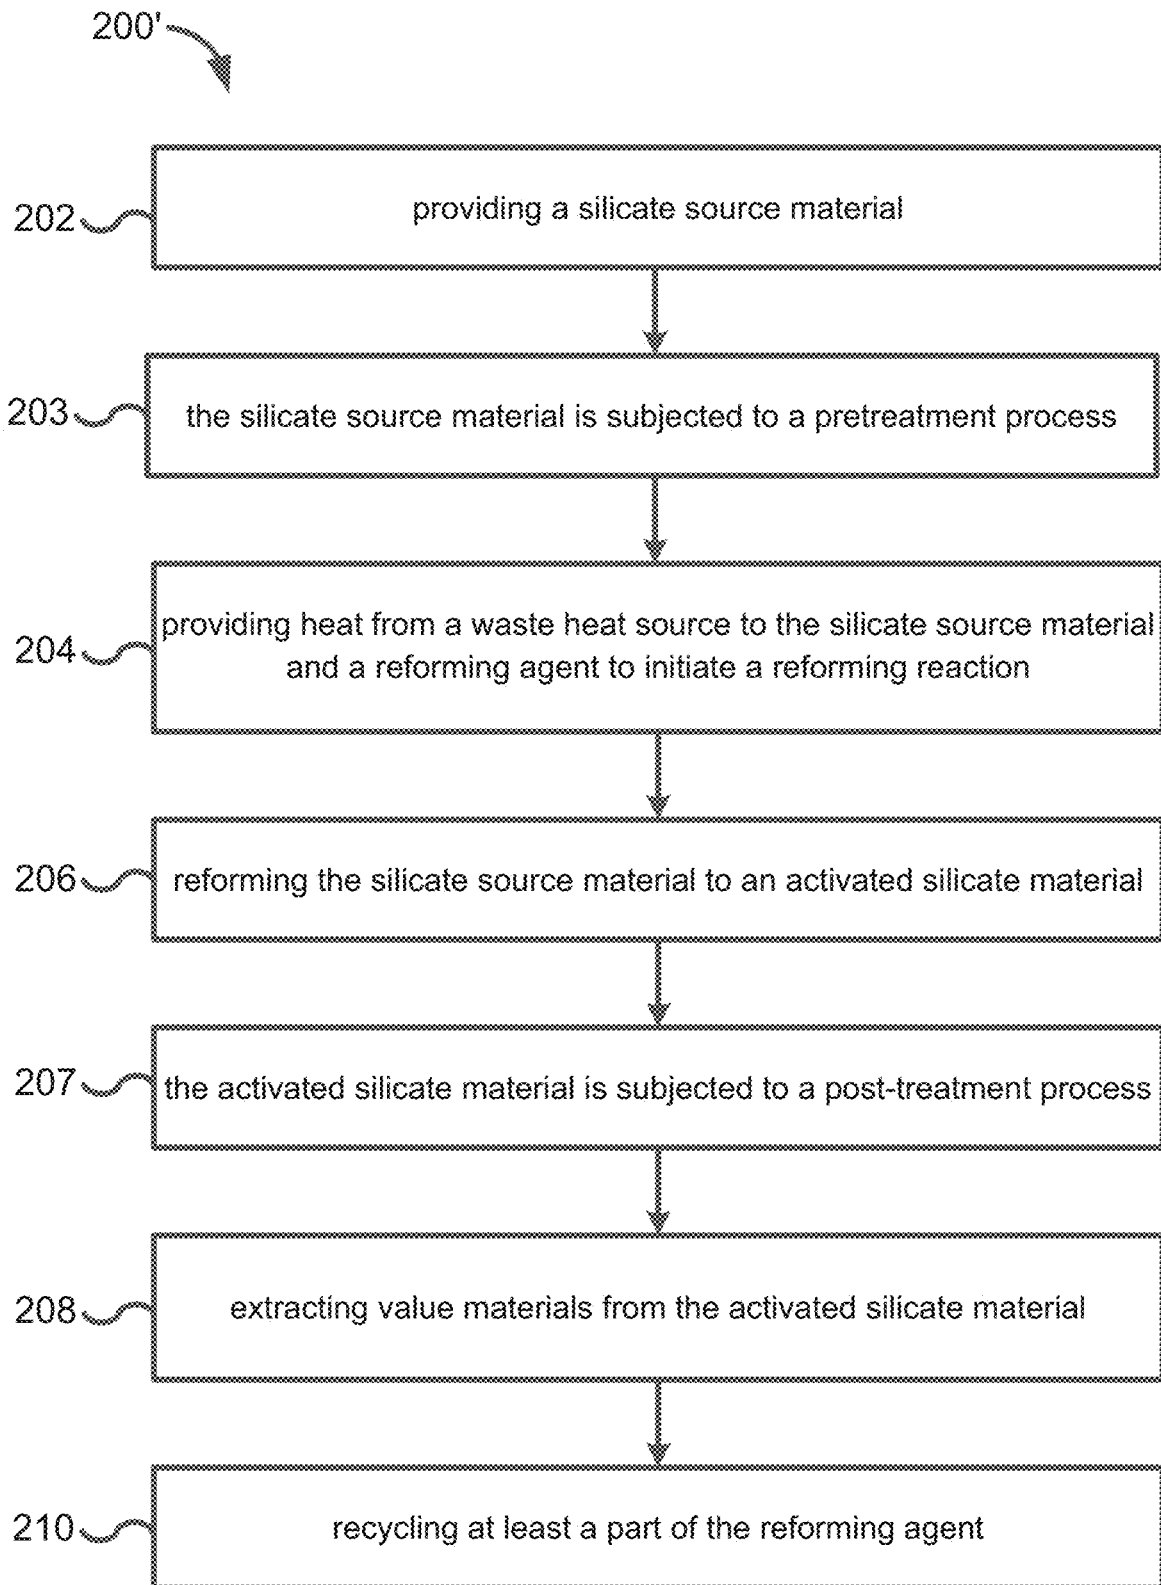 200'
202
providing a silicate source material
203
the silicate source material is subjected to a pretreatment process
204
providing heat from a waste heat source to the silicate source material
and a reforming agent to initiate a reforming reaction
206
reforming the silicate source material to an activated silicate material
207
the activated silicate material is subjected to a post-treatment process
208
extracting value materials from the activated silicate material
210
recycling at least a part of the reforming agent